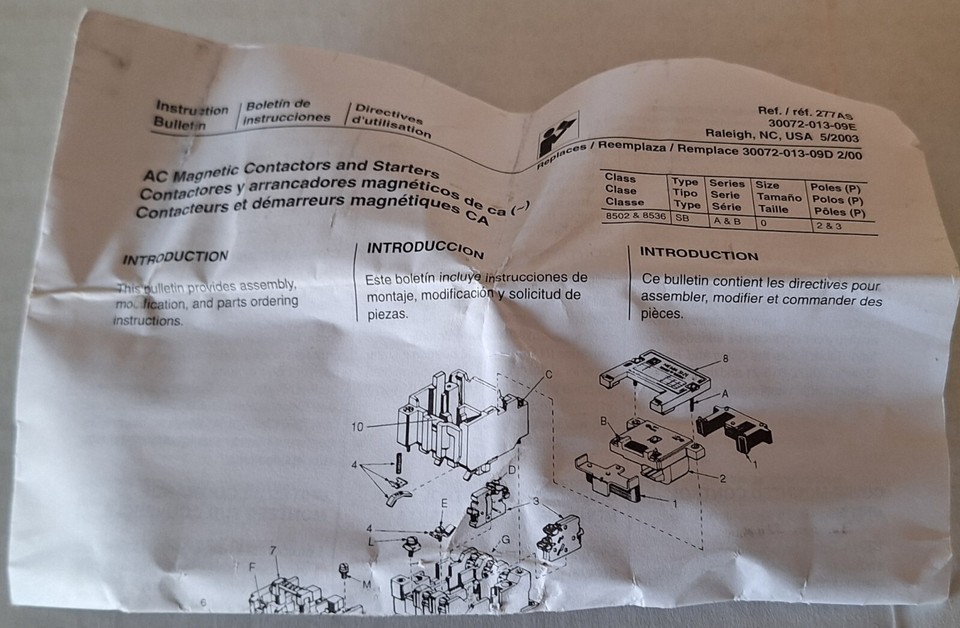 Instruction Bulletin
Boletín de instrucciones
Directives d'utilisation
Ref. / réf. 277AS
30072-013-09E
Raleigh, NC, USA 5/2003
Replaces / Reemplaza / Remplace 30072-013-09D 2/00
AC Magnetic Contactors and Starters
Contactores y arrancadores magnéticos de ca (~)
Contacteurs et démarreurs magnétiques CA
Class Type Series Size Poles (P)
Clase Tipo Serie Tamaño Polos (P)
Classe Type Série Taille Pôles (P)
8502 & 8536 SB A & B 0 2 & 3
INTRODUCTION
This bulletin provides assembly,
modification, and parts ordering
instructions.
INTRODUCCION
Este boletín incluye instrucciones de
montaje, modificación y solicitud de
piezas.
INTRODUCTION
Ce bulletin contient les directives pour
assembler, modifier et commander des
pièces.
8
C
A
10
B
4
D
2
1
1
E
3
4
L
G
7
F
M
6